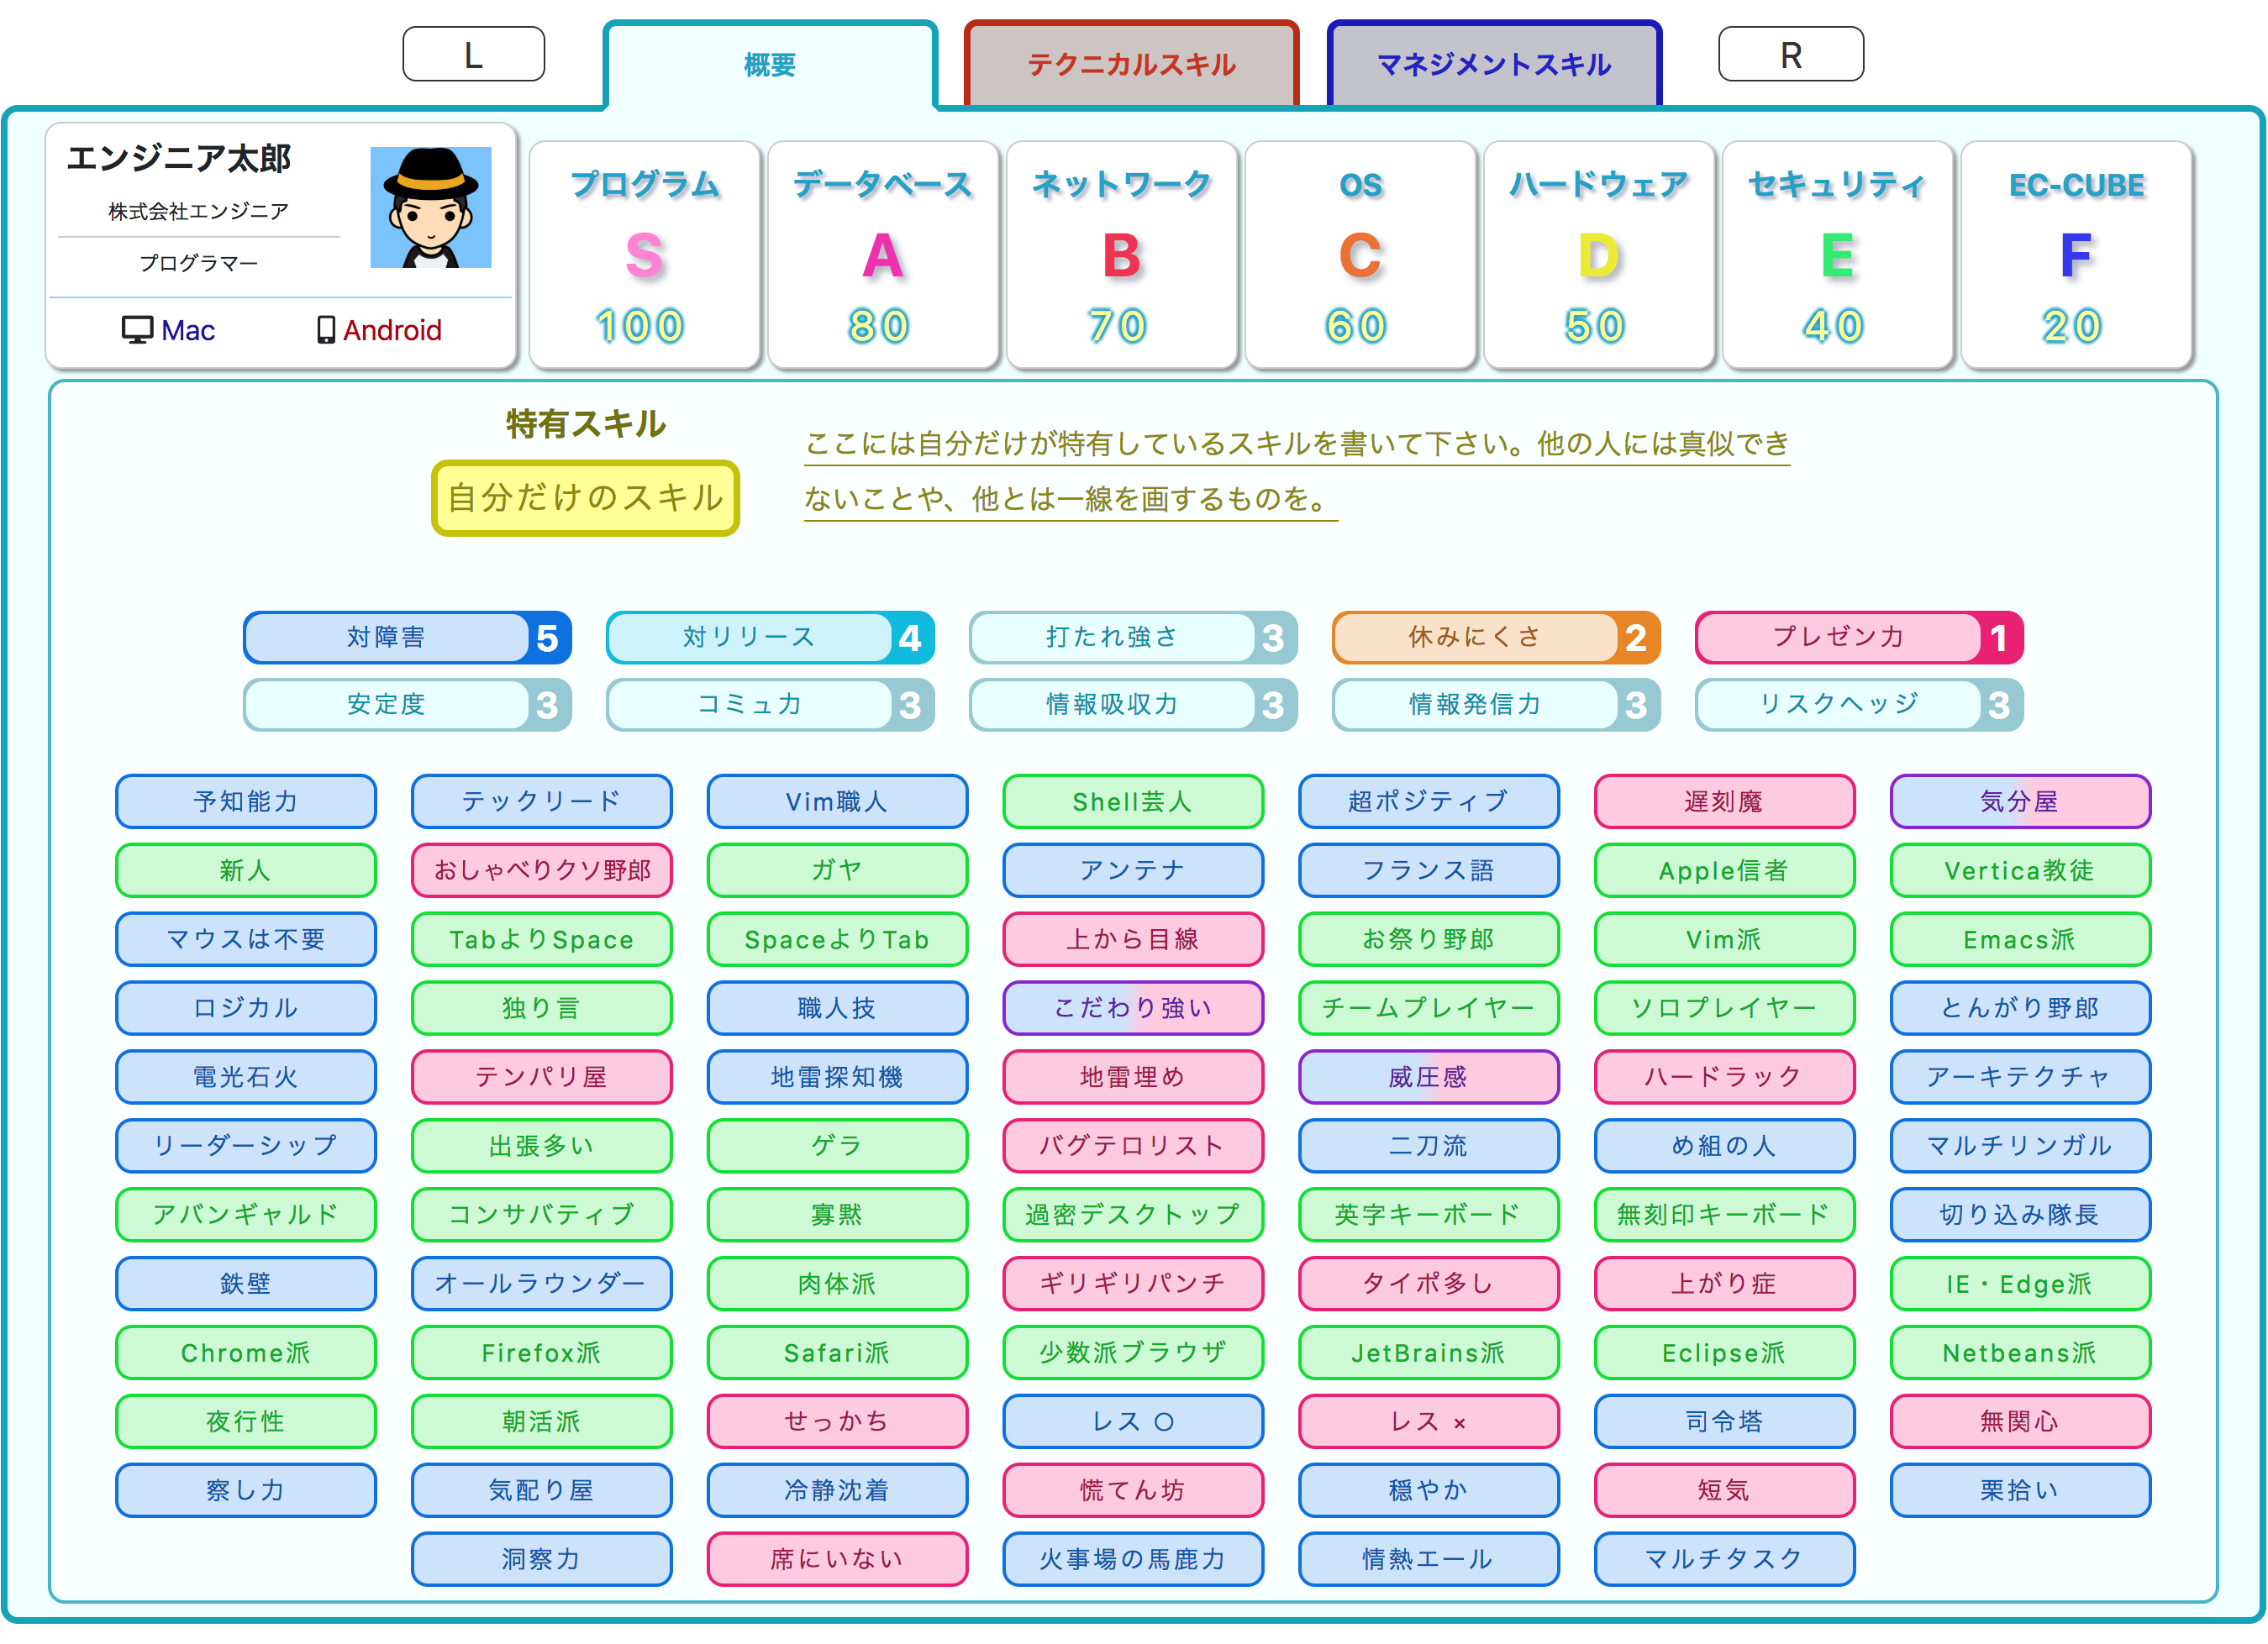 L
概要
テクニカルスキル
マネジメントスキル
R
エンジニア太郎
株式会社エンジニア
プログラマー
Mac
Android
プログラム
S
100
データベース
A
80
ネットワーク
B
70
OS
C
60
ハードウェア
D
50
セキュリティ
E
40
EC-CUBE
F
20
特有スキル
自分だけのスキル
ここには自分だけが特有しているスキルを書いて下さい。他の人には真似でき
ないことや、他とは一線を画するものを。
対障害 5
対リリース 4
打たれ強さ 3
休みにくさ 2
プレゼン力 1
安定度 3
コミュ力 3
情報吸収力 3
情報発信力 3
リスクヘッジ 3
予知能力
テックリード
Vim職人
Shell芸人
超ポジティブ
遅刻魔
気分屋
新人
おしゃべりクソ野郎
ガヤ
アンテナ
フランス語
Apple信者
Vertica教徒
マウスは不要
TabよりSpace
SpaceよりTab
上から目線
お祭り野郎
Vim派
Emacs派
ロジカル
独り言
職人技
こだわり強い
チームプレイヤー
ソロプレイヤー
とんがり野郎
電光石火
テンパリ屋
地雷探知機
地雷埋め
威圧感
ハードラック
アーキテクチャ
リーダーシップ
出張多い
ゲラ
バグテロリスト
二刀流
め組の人
マルチリンガル
アバンギャルド
コンサバティブ
寡黙
過密デスクトップ
英字キーボード
無刻印キーボード
切り込み隊長
鉄壁
オールラウンダー
肉体派
ギリギリパンチ
タイポ多し
上がり症
IE・Edge派
Chrome派
Firefox派
Safari派
少数派ブラウザ
JetBrains派
Eclipse派
Netbeans派
夜行性
朝活派
せっかち
レス ○
レス ×
司令塔
無関心
察し力
気配り屋
冷静沈着
慌てん坊
穏やか
短気
栗拾い
洞察力
席にいない
火事場の馬鹿力
情熱エール
マルチタスク